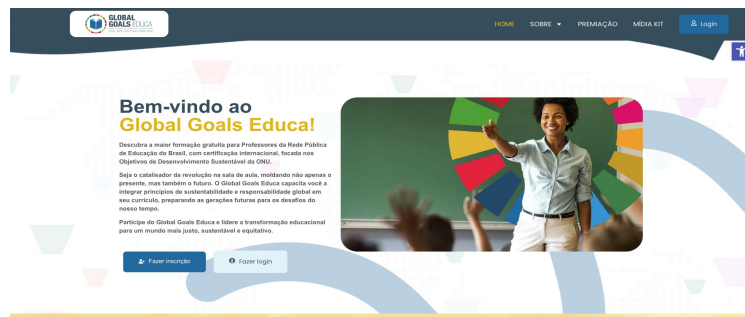 GLOBAL
GOALS EDUCA
HOME
SOBRE
PREMIAÇÃO
MÍDIA KIT
Login
Bem-vindo ao
Global Goals Educa!
Descubra a maior formação gratuita para Professores da Rede Pública
de Educação do Brasil, com certificação internacional, focada nos
Objetivos de Desenvolvimento Sustentável da ONU.
Seja o catalisador da revolução na sala de aula, moldando não apenas o
presente, mas também o futuro. O Global Goals Educa capacita você a
integrar princípios de sustentabilidade e responsabilidade global em
seu currículo, preparando as gerações futuras para os desafios do
nosso tempo.
Participe do Global Goals Educa e lidere a transformação educacional
para um mundo mais justo, sustentável e equitativo.
Fazer inscrição
Fazer login